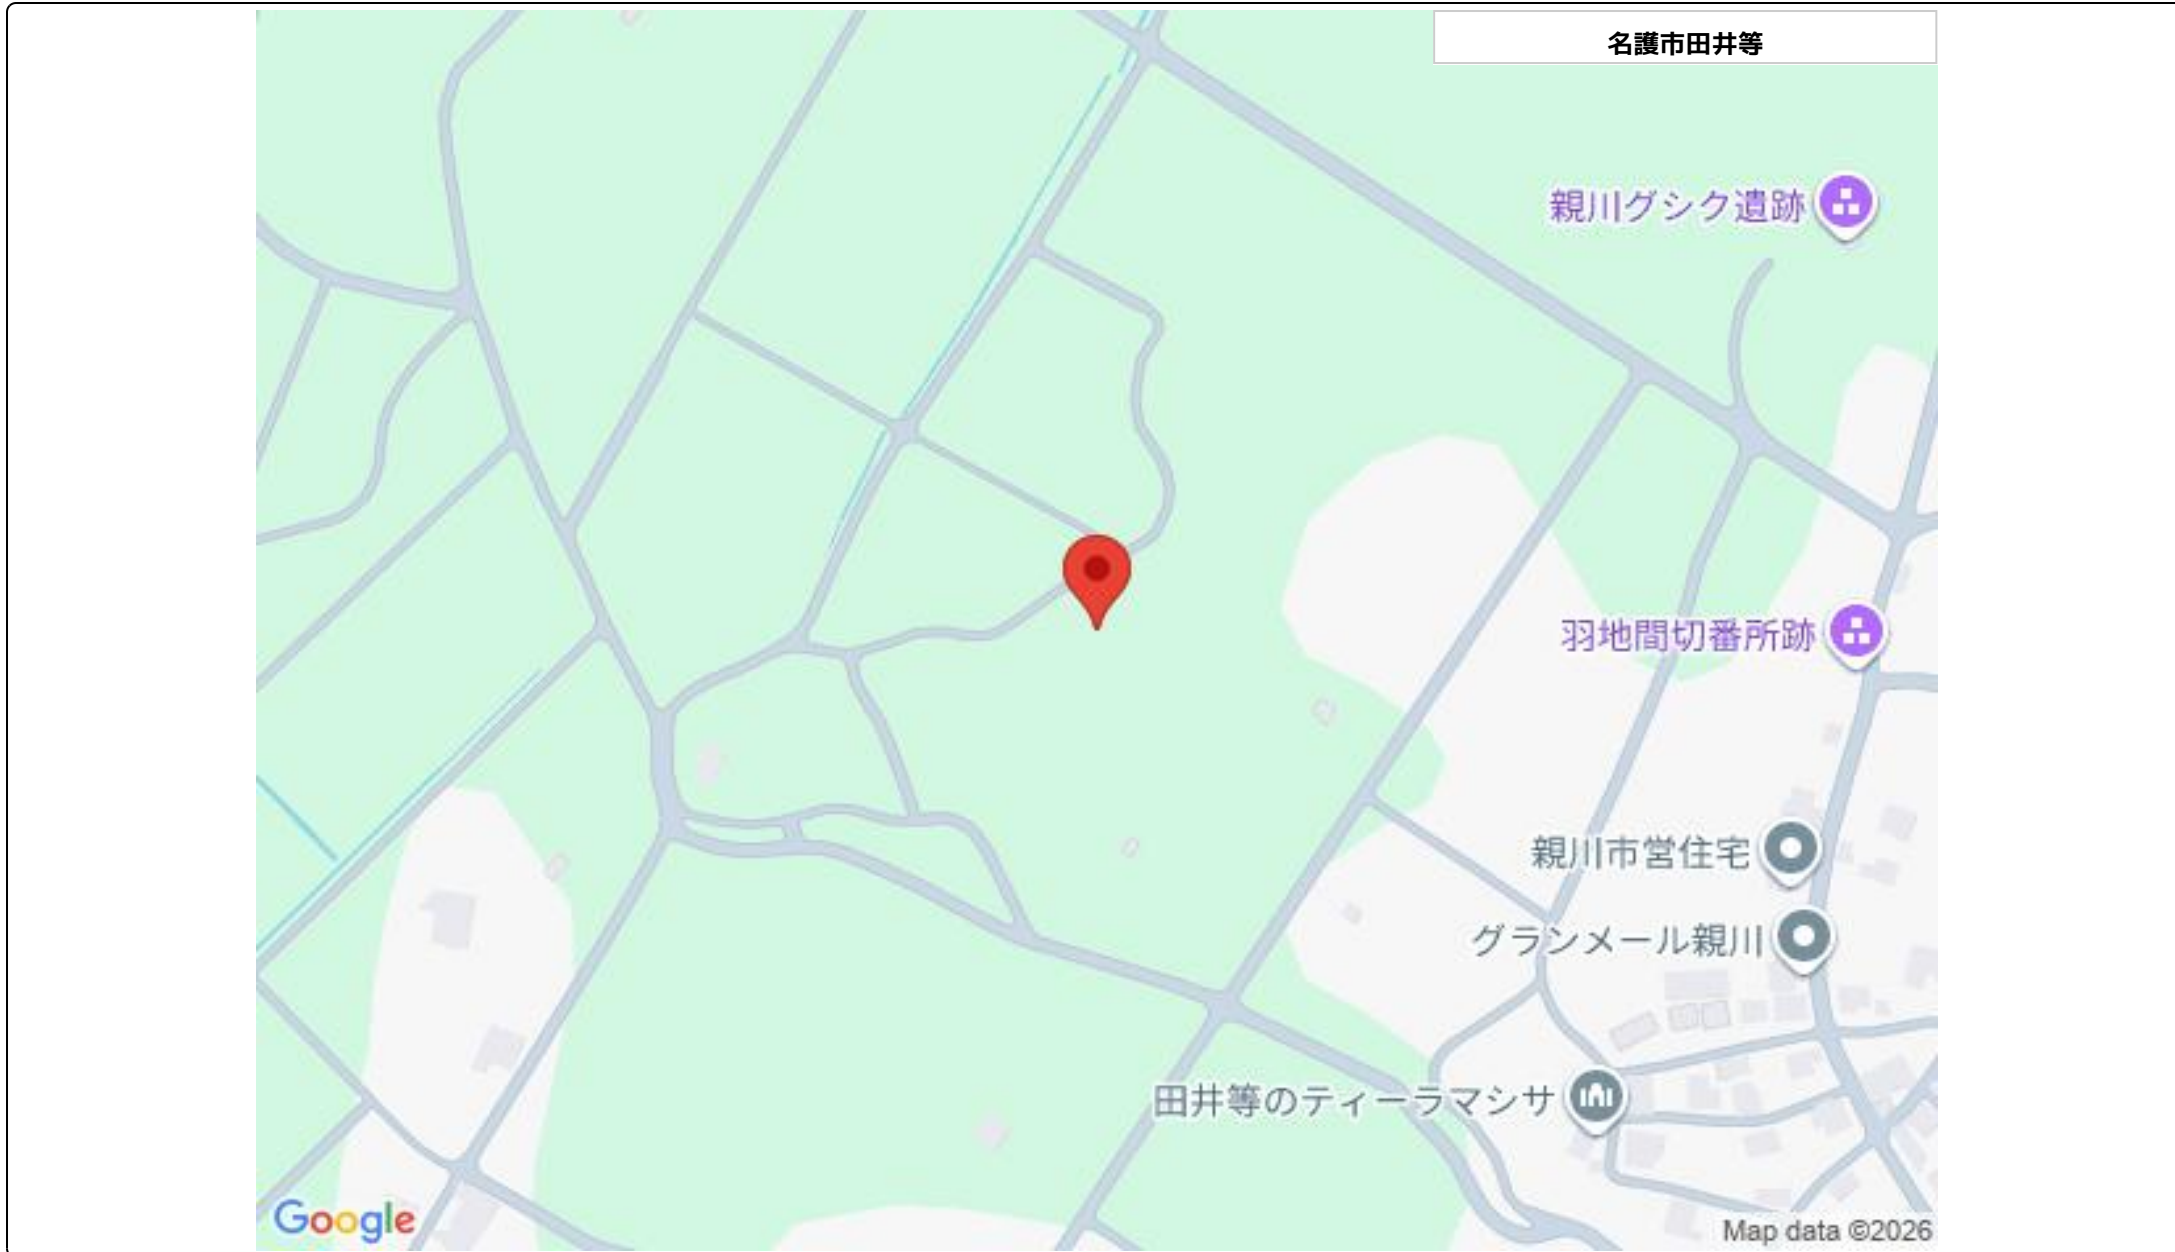 名護市田井等
親川グシク遺跡
羽地間切番所跡
親川市営住宅
グランメール親川
田井等のティーラマシサ
Google
Map data ©2026